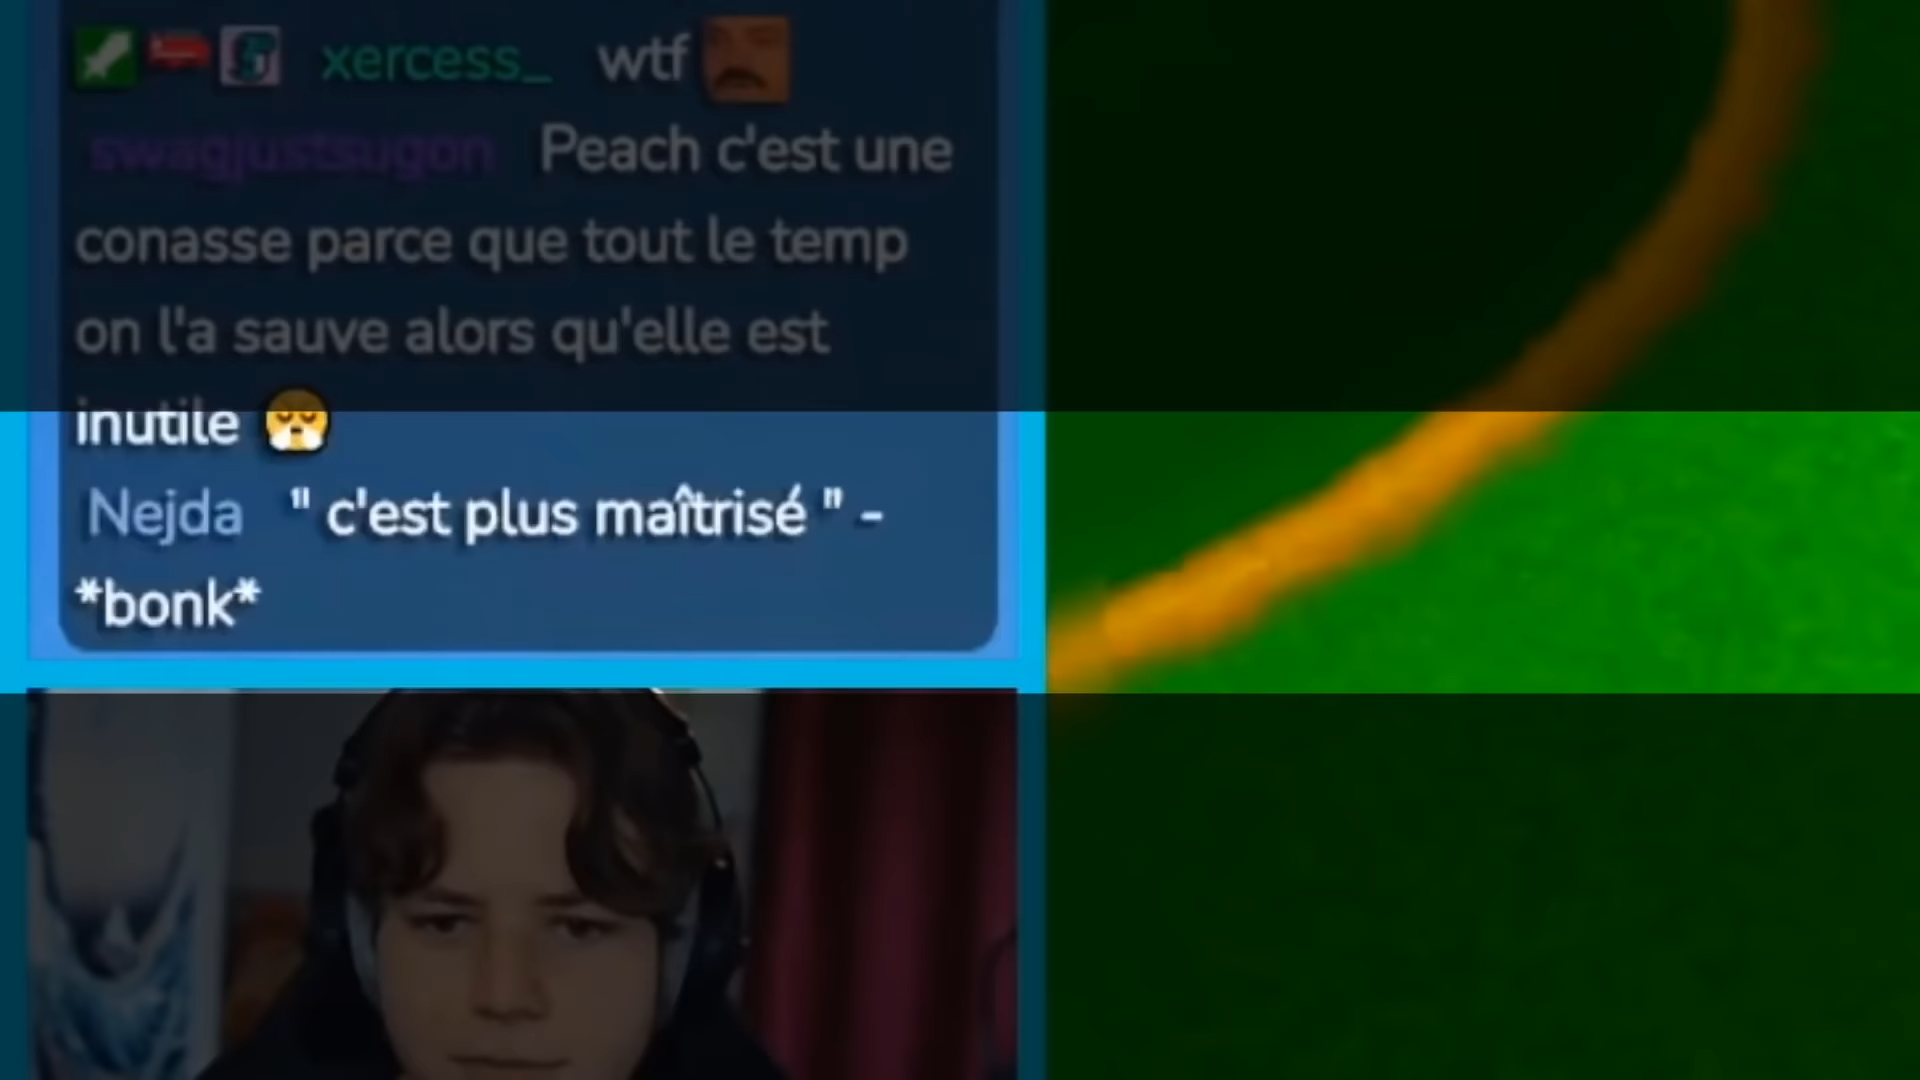 xercess_ wtf
swagjustsugon Peach c'est une
conasse parce que tout le temp
on l'a sauve alors qu'elle est
inutile 😤
Nejda " c'est plus maîtrisé " -
*bonk*